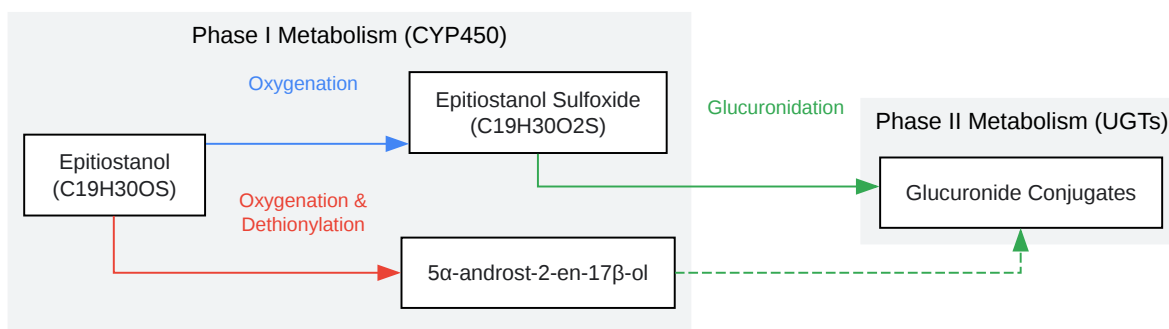 Phase I Metabolism (CYP450)
Oxygenation
Epitiostanol Sulfoxide
(C19H30O2S)
Glucuronidation
Phase II Metabolism (UGTs)
Epitiostanol
(C19H30OS)
Glucuronide Conjugates
Oxygenation &
Dethionylation
5α-androst-2-en-17β-ol